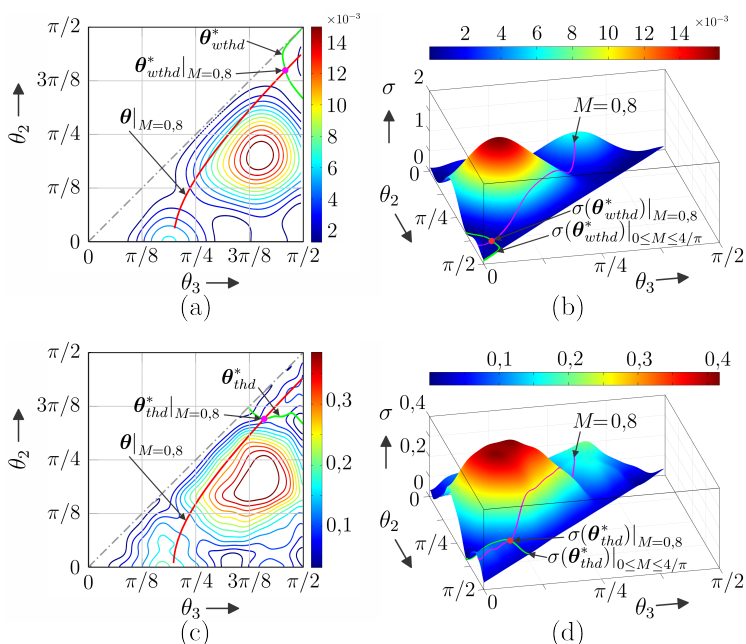 π/2
3π/8
π/4
π/8
0
θ₂
0 π/8 π/4 3π/8 π/2
θ₃
(a)
θ*wthd
θ*wthd|M=0,8
θ|M=0,8
×10⁻³
14
12
10
8
6
4
2
2 4 6 8 10 12 14 ×10⁻³
σ
2
1
0
0
θ₂
π/4
π/2
0
π/4
θ₃
π/2
M=0,8
σ(θ*wthd)|M=0,8
σ(θ*wthd)|0≤M≤4/π
(b)
π/2
3π/8
π/4
π/8
0
θ₂
0 π/8 π/4 3π/8 π/2
θ₃
(c)
θ*thd
θ*thd|M=0,8
θ|M=0,8
0,3
0,2
0,1
0,1 0,2 0,3 0,4
σ
0,4
0,2
0
0
θ₂
π/4
π/2
0
π/4
θ₃
π/2
M=0,8
σ(θ*thd)|M=0,8
σ(θ*thd)|0≤M≤4/π
(d)